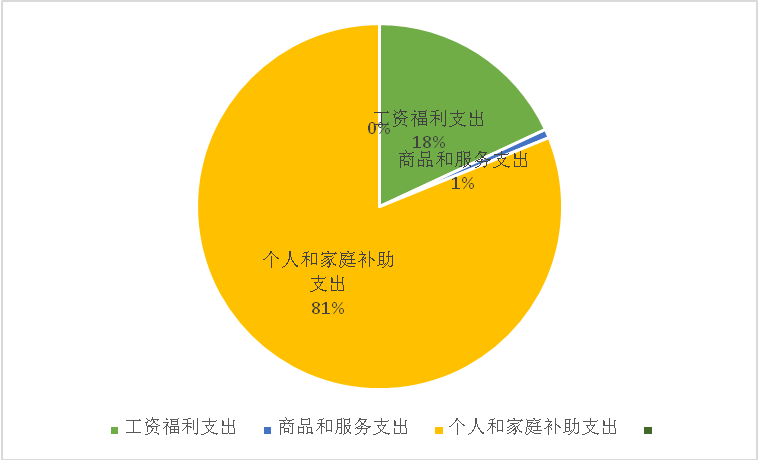 工资福利支出
0%
18%
商品和服务支出
1%
个人和家庭补助
支出
81%
工资福利支出 商品和服务支出 个人和家庭补助支出